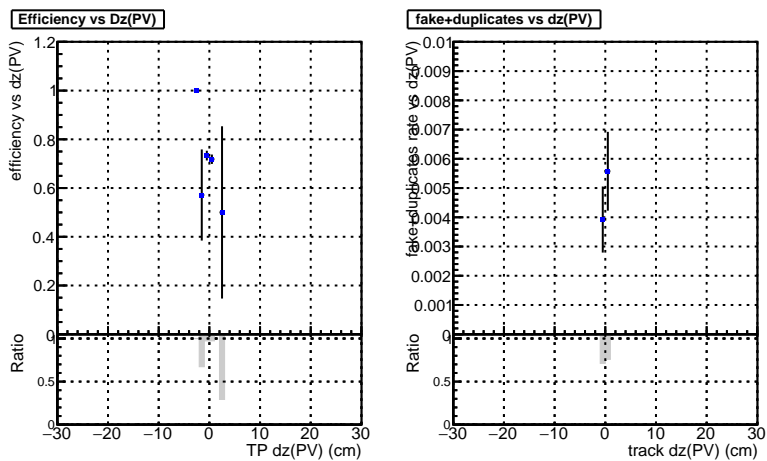 Efficiency vs Dz(PV)
efficiency vs dz(PV)
1.2
1
0.8
0.6
0.4
0.2
0
Ratio
1
0.5
0
−30 −20 −10 0 10 20 30
TP dz(PV) (cm)
fake+duplicates vs dz(PV)
fake+duplicates rate vs dz(PV)
0.01
0.009
0.008
0.007
0.006
0.005
0.004
0.003
0.002
0.001
0
Ratio
1
0.5
0
−30 −20 −10 0 10 20 30
track dz(PV) (cm)